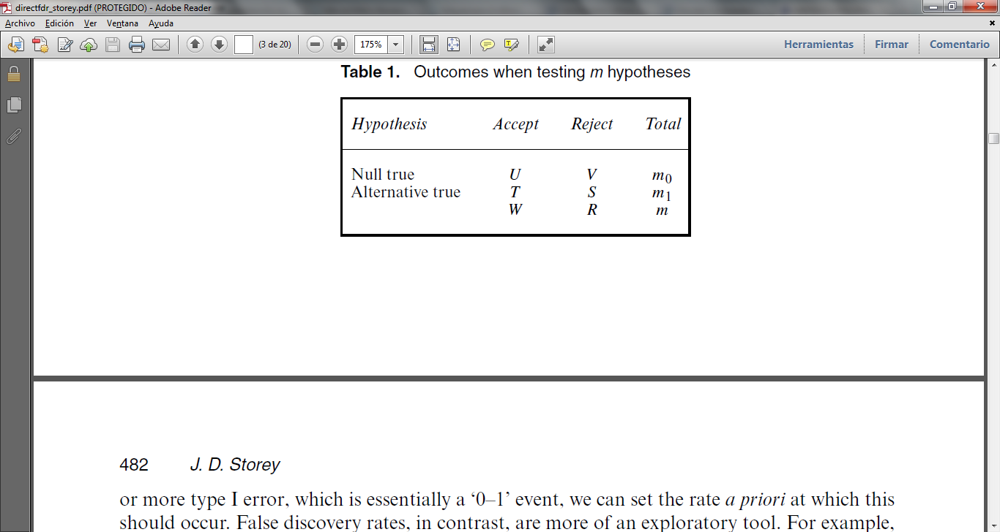 directfdr_storey.pdf (PROTEGIDO) - Adobe Reader
Archivo Edición Ver Ventana Ayuda
(3 de 20) 175% Herramientas Firmar Comentario
Table 1. Outcomes when testing m hypotheses
Hypothesis Accept Reject Total
Null true U V m0
Alternative true T S m1
W R m
482 J. D. Storey
or more type I error, which is essentially a ‘0–1’ event, we can set the rate a priori at which this
should occur. False discovery rates, in contrast, are more of an exploratory tool. For example,